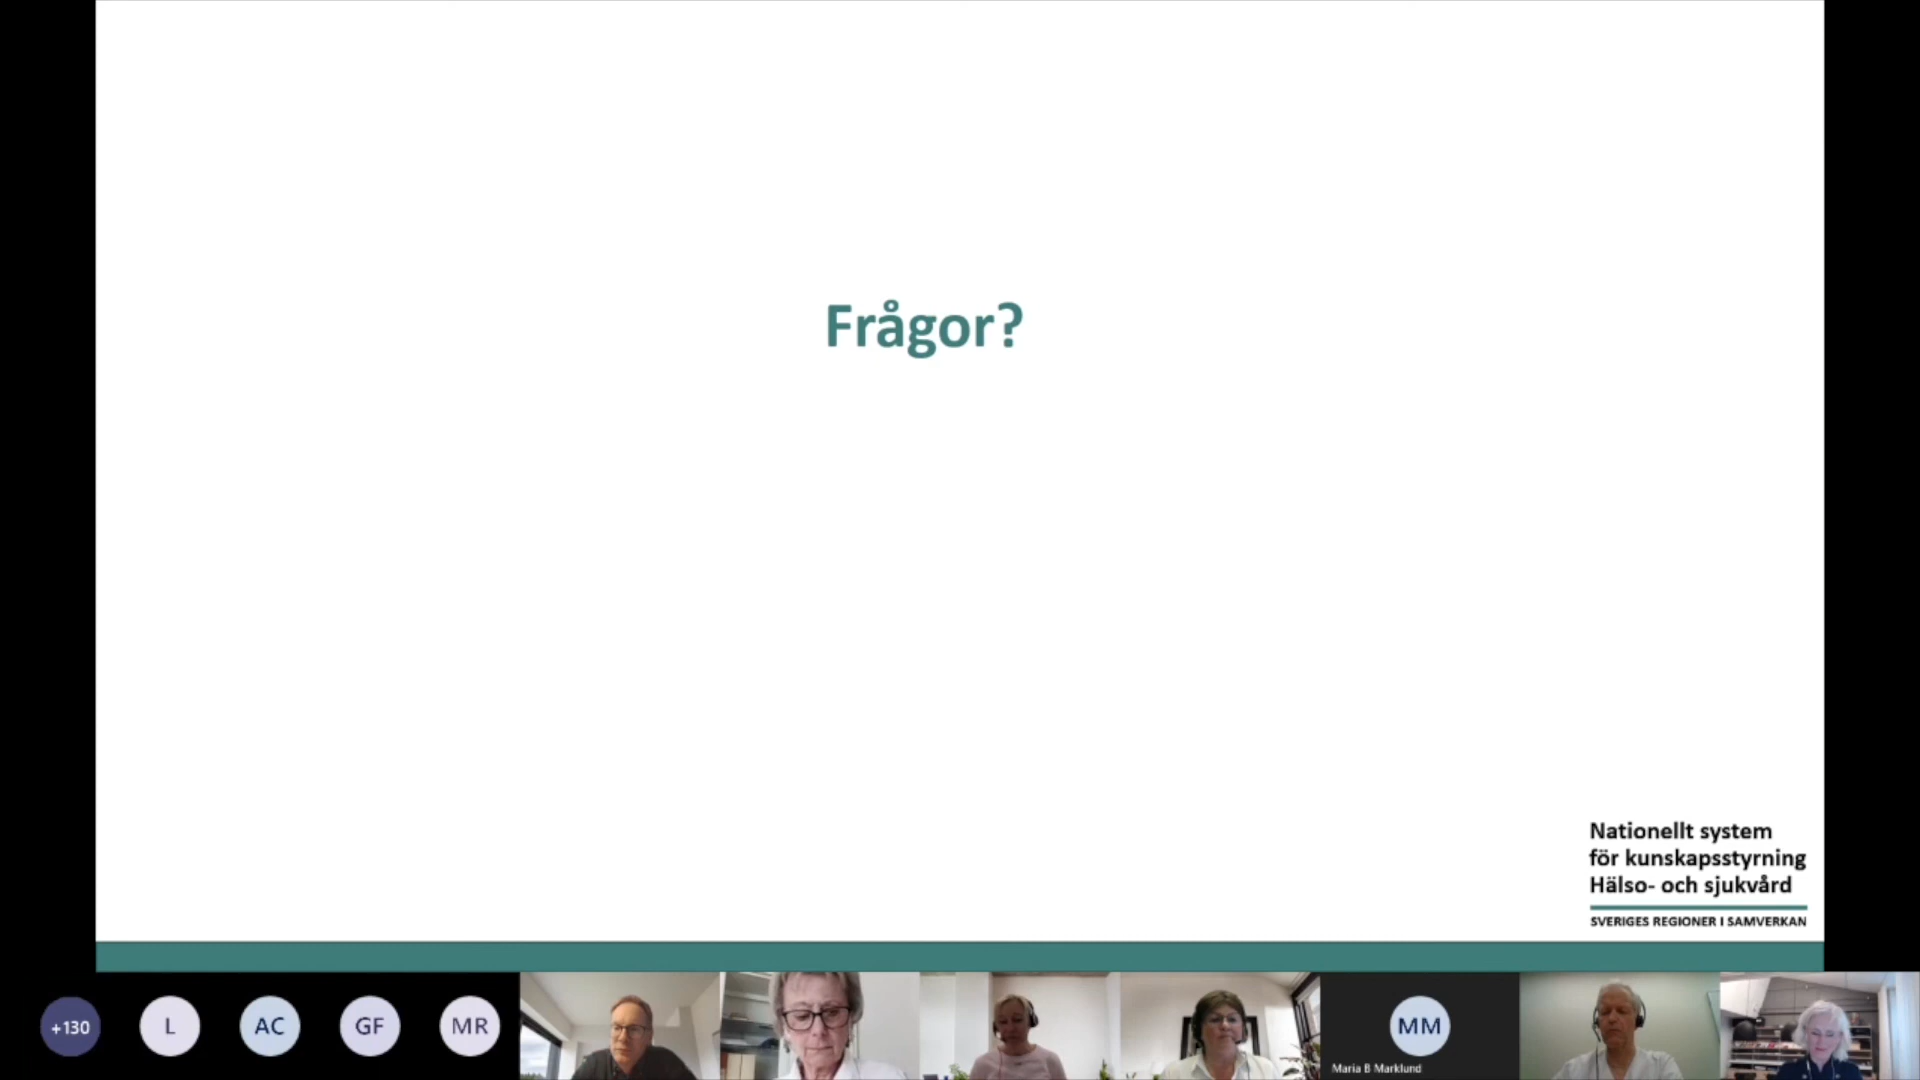 Frågor?
Nationellt system
för kunskapsstyrning
Hälso- och sjukvård
SVERIGES REGIONER I SAMVERKAN
+130
L
AC
GF
MR
MM
Maria B Marklund